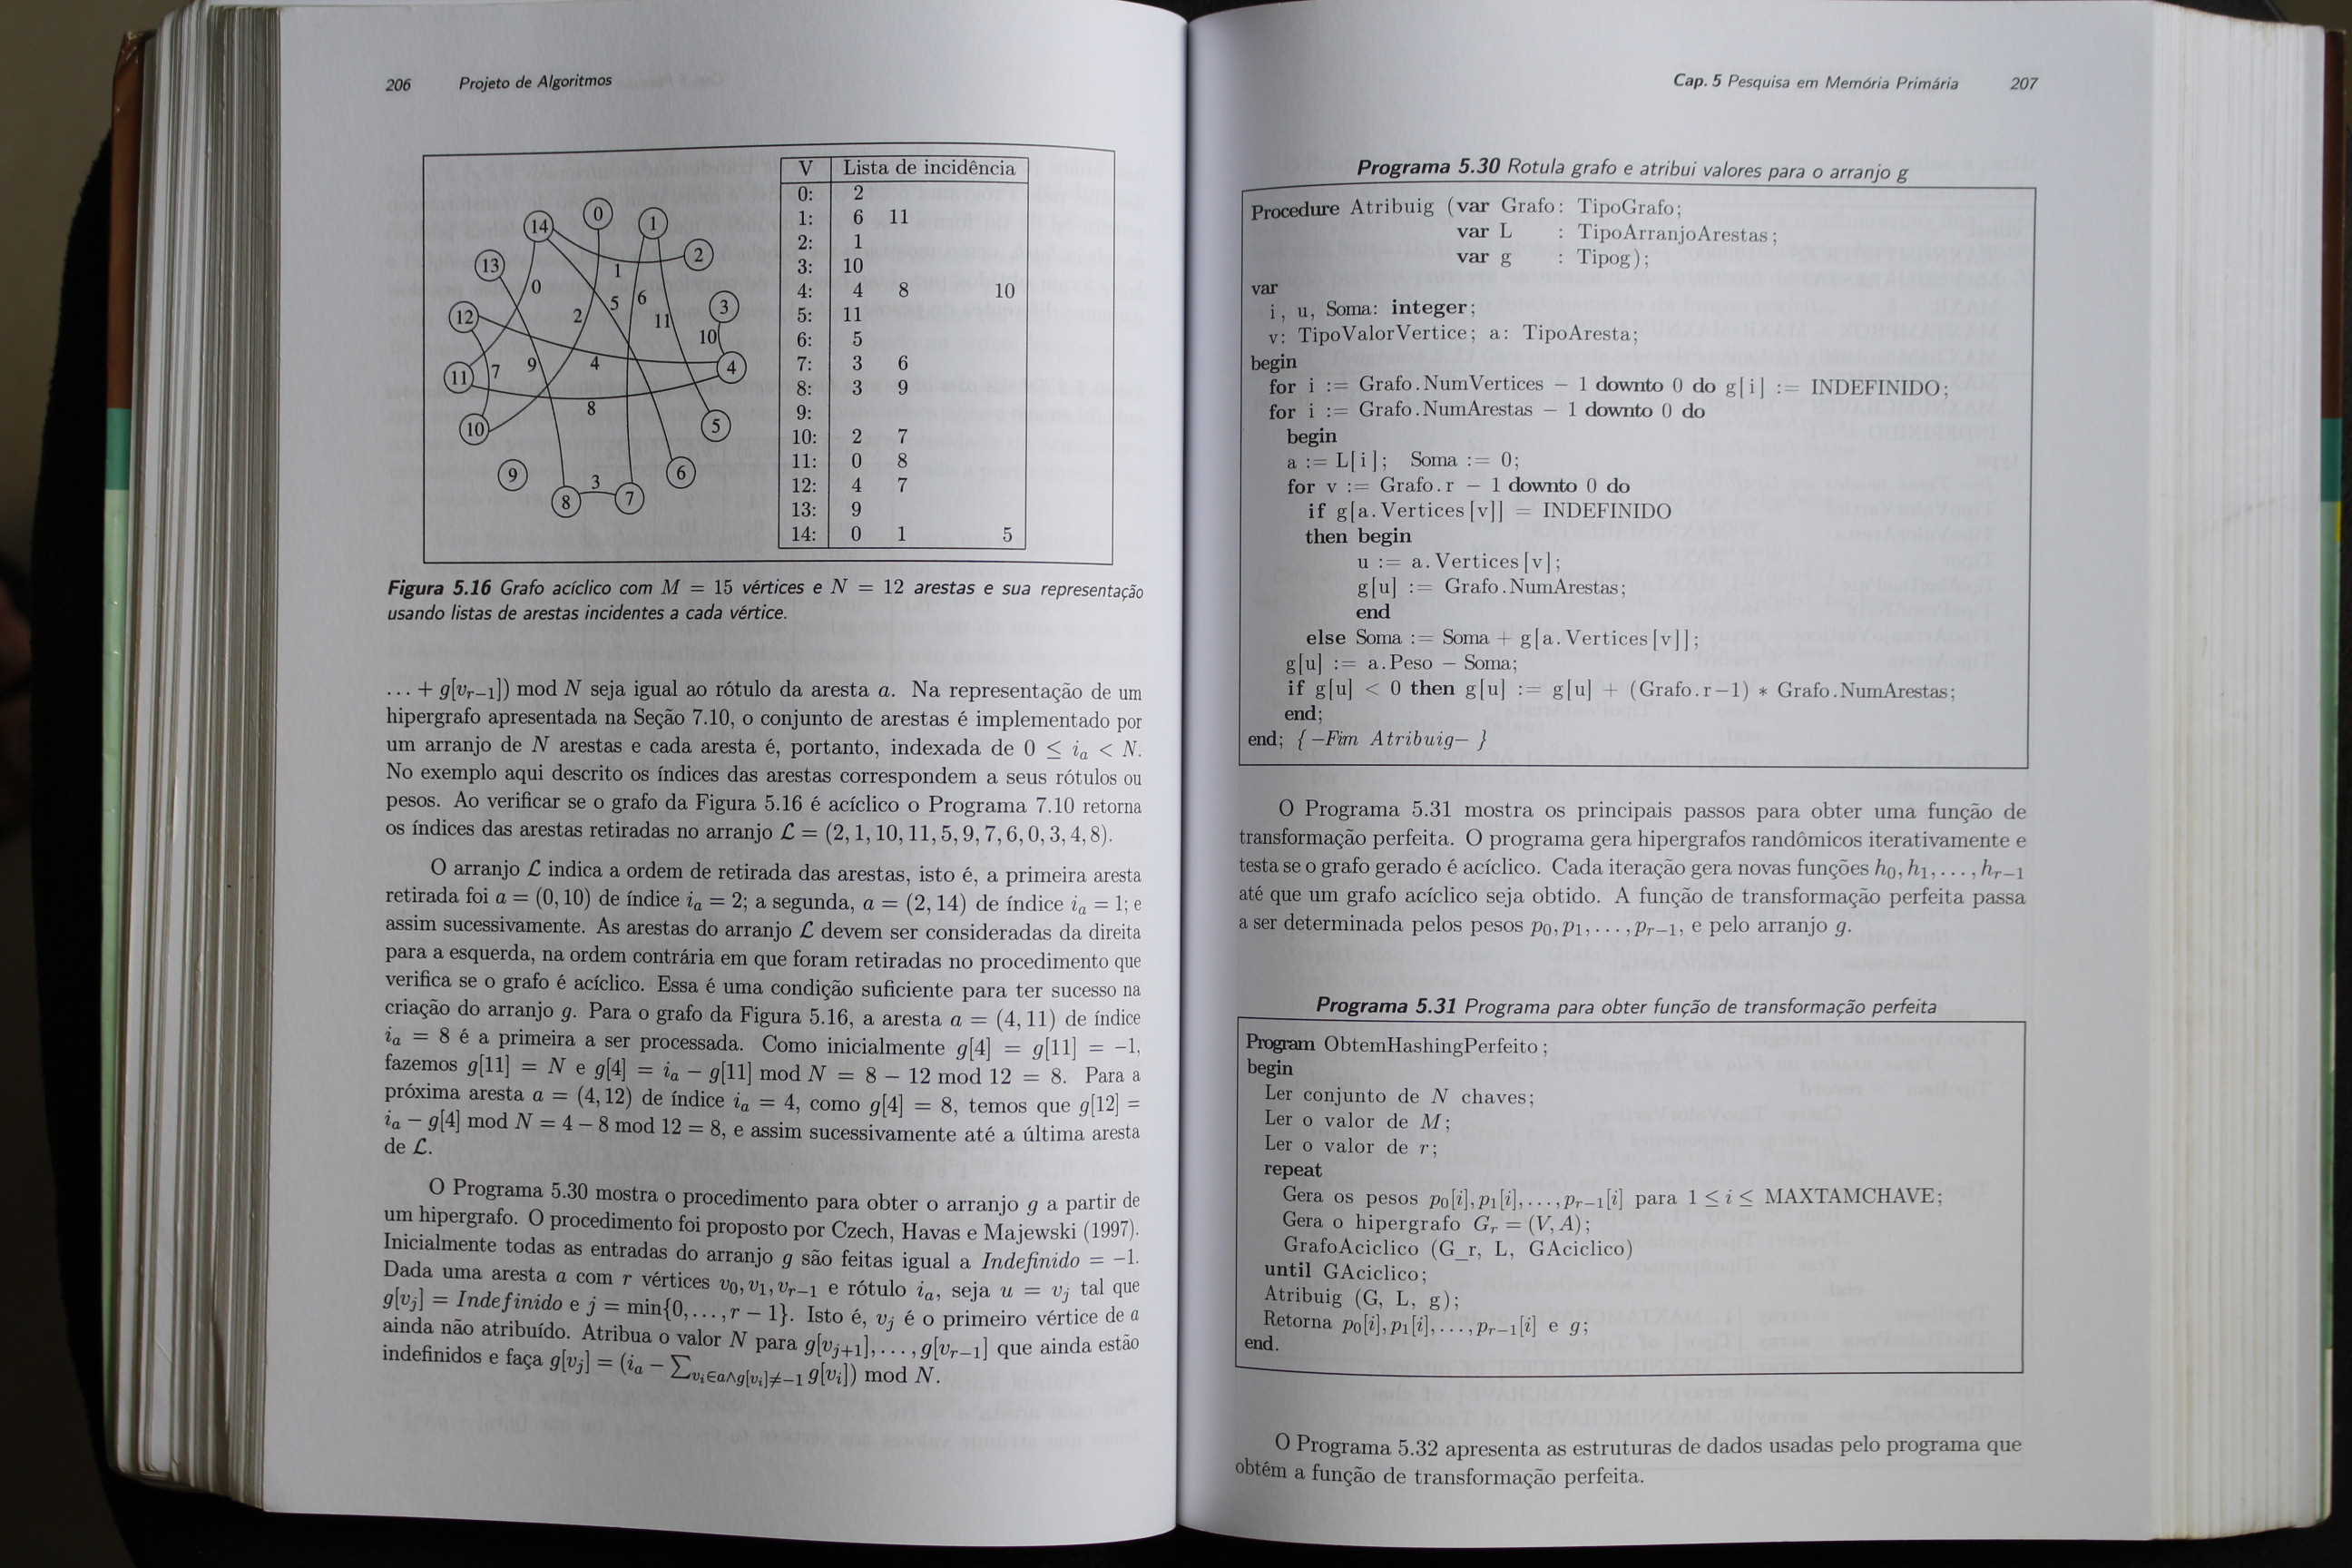 206 Projeto de Algoritmos
14
0
1
2
13
12
11
10
9
8
7
6
5
4
3
0
7
9
2
1
5
6
11
10
4
8
3
V Lista de incidência
0: 2
1: 6 11
2: 1
3: 10
4: 4 8 10
5: 11
6: 5
7: 3 6
8: 3 9
9:
10: 2 7
11: 0 8
12: 4 7
13: 9
14: 0 1 5
Figura 5.16 Grafo acíclico com M = 15 vértices e N = 12 arestas e sua representação
usando listas de arestas incidentes a cada vértice.
… + g[v_{r−1}]) mod N seja igual ao rótulo da aresta a. Na representação de um
hipergrafo apresentada na Seção 7.10, o conjunto de arestas é implementado por
um arranjo de N arestas e cada aresta é, portanto, indexada de 0 ≤ i_a < N.
No exemplo aqui descrito os índices das arestas correspondem a seus rótulos ou
pesos. Ao verificar se o grafo da Figura 5.16 é acíclico o Programa 7.10 retorna
os índices das arestas retiradas no arranjo ℒ = (2, 1, 10, 11, 5, 9, 7, 6, 0, 3, 4, 8).
O arranjo ℒ indica a ordem de retirada das arestas, isto é, a primeira aresta
retirada foi a = (0, 10) de índice i_a = 2; a segunda, a = (2, 14) de índice i_a = 1; e
assim sucessivamente. As arestas do arranjo ℒ devem ser consideradas da direita
para a esquerda, na ordem contrária em que foram retiradas no procedimento que
verifica se o grafo é acíclico. Essa é uma condição suficiente para ter sucesso na
criação do arranjo g. Para o grafo da Figura 5.16, a aresta a = (4, 11) de índice
i_a = 8 é a primeira a ser processada. Como inicialmente g[4] = g[11] = −1,
fazemos g[11] = N e g[4] = i_a − g[11] mod N = 8 − 12 mod 12 = 8. Para a
próxima aresta a = (4, 12) de índice i_a = 4, como g[4] = 8, temos que g[12] =
i_a − g[4] mod N = 4 − 8 mod 12 = 8, e assim sucessivamente até a última aresta
de ℒ.
O Programa 5.30 mostra o procedimento para obter o arranjo g a partir de
um hipergrafo. O procedimento foi proposto por Czech, Havas e Majewski (1997).
Inicialmente todas as entradas do arranjo g são feitas igual a Indefinido = −1.
Dada uma aresta a com r vértices v_0, v_1, v_{r−1} e rótulo i_a, seja u = v_j tal que
g[v_j] = Indefinido e j = min{0, …, r − 1}. Isto é, v_j é o primeiro vértice de a
ainda não atribuído. Atribua o valor N para g[v_{j+1}], …, g[v_{r−1}] que ainda estão
indefinidos e faça g[v_j] = (i_a − ∑_{v_i∈a∧g[v_i]≠−1} g[v_i]) mod N.
Cap. 5 Pesquisa em Memória Primária 207
Programa 5.30 Rotula grafo e atribui valores para o arranjo g
Procedure Atribuig (var Grafo: TipoGrafo;
var L : TipoArranjoArestas;
var g : Tipog);
var
i, u, Soma: integer;
v: TipoValorVertice; a: TipoAresta;
begin
for i := Grafo.NumVertices − 1 downto 0 do g[i] := INDEFINIDO;
for i := Grafo.NumArestas − 1 downto 0 do
begin
a := L[i]; Soma := 0;
for v := Grafo.r − 1 downto 0 do
if g[a.Vertices[v]] = INDEFINIDO
then begin
u := a.Vertices[v];
g[u] := Grafo.NumArestas;
end
else Soma := Soma + g[a.Vertices[v]];
g[u] := a.Peso − Soma;
if g[u] < 0 then g[u] := g[u] + (Grafo.r−1) * Grafo.NumArestas;
end;
end; { −Fim Atribuig− }
O Programa 5.31 mostra os principais passos para obter uma função de
transformação perfeita. O programa gera hipergrafos randômicos iterativamente e
testa se o grafo gerado é acíclico. Cada iteração gera novas funções h_0, h_1, …, h_{r−1}
até que um grafo acíclico seja obtido. A função de transformação perfeita passa
a ser determinada pelos pesos p_0, p_1, …, p_{r−1}, e pelo arranjo g.
Programa 5.31 Programa para obter função de transformação perfeita
Program ObtemHashingPerfeito;
begin
Ler conjunto de N chaves;
Ler o valor de M;
Ler o valor de r;
repeat
Gera os pesos p_0[i], p_1[i], …, p_{r−1}[i] para 1 ≤ i ≤ MAXTAMCHAVE;
Gera o hipergrafo G_r = (V, A);
GrafoAciclico (G_r, L, GAciclico)
until GAciclico;
Atribuig (G, L, g);
Retorna p_0[i], p_1[i], …, p_{r−1}[i] e g;
end.
O Programa 5.32 apresenta as estruturas de dados usadas pelo programa que
obtém a função de transformação perfeita.